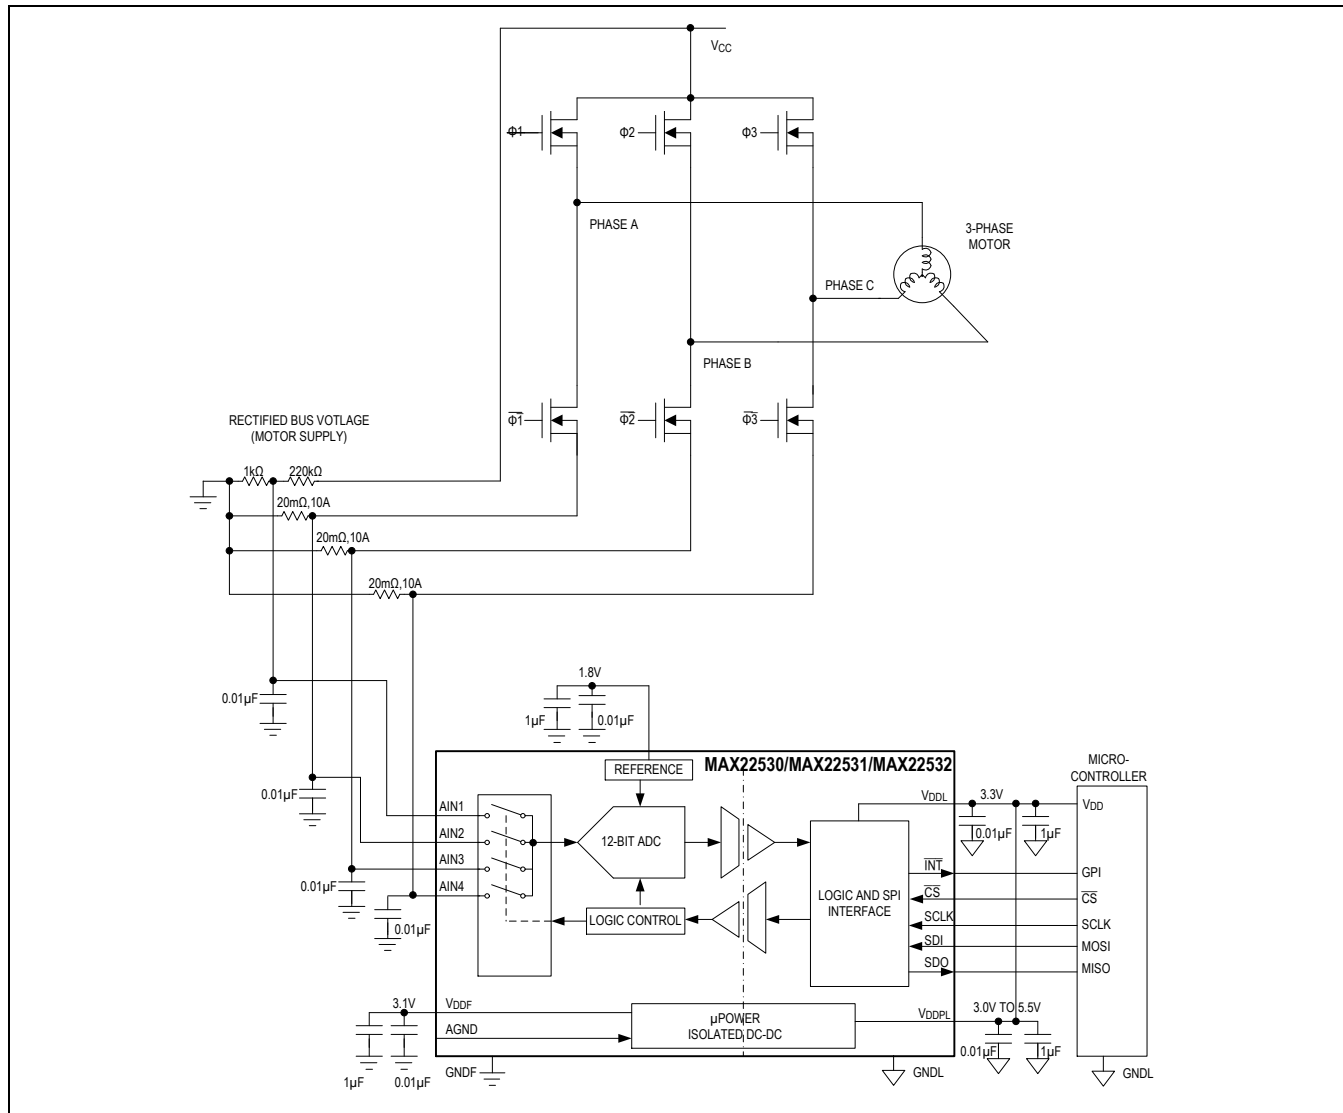 VCC
Φ1
Φ2
Φ3
PHASE A
3-PHASE
MOTOR
PHASE C
PHASE B
Φ1
Φ2
Φ3
RECTIFIED BUS VOTLAGE
(MOTOR SUPPLY)
1kΩ
220kΩ
20mΩ,10A
20mΩ,10A
20mΩ,10A
1.8V
0.01µF
1µF
0.01µF
MAX22530/MAX22531/MAX22532
REFERENCE
MICRO-
CONTROLLER
0.01µF
AIN1
AIN2
AIN3
AIN4
12-BIT ADC
VDDL
3.3V
VDD
0.01µF
1µF
0.01µF
0.01µF
LOGIC CONTROL
LOGIC AND SPI
INTERFACE
INT
GPI
CS
CS
SCLK
SCLK
SDI
MOSI
SDO
MISO
3.1V
VDDF
AGND
µPOWER
ISOLATED DC-DC
VDDPL
3.0V TO 5.5V
0.01µF
1µF
1µF
0.01µF
GNDF
GNDL
GNDL